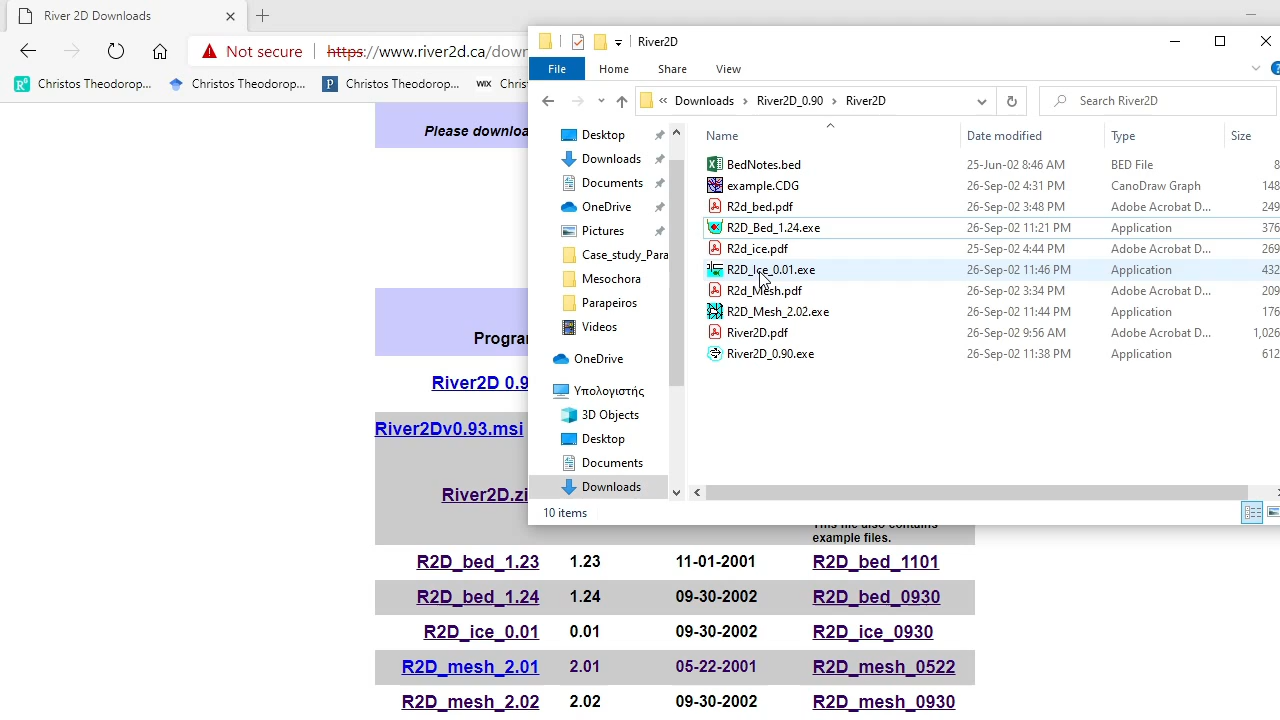 River 2D Downloads
Not secure
https://www.river2d.ca/down
Christos Theodorop...
Christos Theodorop...
Christos Theodorop...
WIX
Chris
Please downloa
Progra
River2D 0.9
River2Dv0.93.msi
River2D.zi
This file also contains
example files.
R2D_bed_1.23 1.23 11-01-2001 R2D_bed_1101
R2D_bed_1.24 1.24 09-30-2002 R2D_bed_0930
R2D_ice_0.01 0.01 09-30-2002 R2D_ice_0930
R2D_mesh_2.01 2.01 05-22-2001 R2D_mesh_0522
R2D_mesh_2.02 2.02 09-30-2002 R2D_mesh_0930
River2D
File Home Share View
« Downloads › River2D_0.90 › River2D
Search River2D
Desktop
Downloads
Documents
OneDrive
Pictures
Case_study_Para
Mesochora
Parapeiros
Videos
OneDrive
Υπολογιστής
3D Objects
Desktop
Documents
Downloads
Name Date modified Type Size
BedNotes.bed 25-Jun-02 8:46 AM BED File 8
example.CDG 26-Sep-02 4:31 PM CanoDraw Graph 148
R2d_bed.pdf 26-Sep-02 3:48 PM Adobe Acrobat D... 249
R2D_Bed_1.24.exe 26-Sep-02 11:21 PM Application 376
R2d_ice.pdf 25-Sep-02 4:44 PM Adobe Acrobat D... 269
R2D_Ice_0.01.exe 26-Sep-02 11:46 PM Application 432
R2d_Mesh.pdf 26-Sep-02 3:34 PM Adobe Acrobat D... 209
R2D_Mesh_2.02.exe 26-Sep-02 11:44 PM Application 176
River2D.pdf 26-Sep-02 9:56 AM Adobe Acrobat D... 1,026
River2D_0.90.exe 26-Sep-02 11:38 PM Application 612
10 items